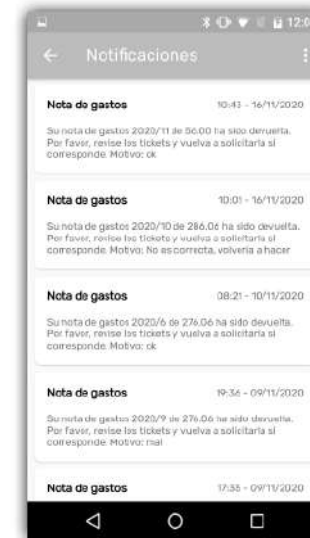 12:0
Notificaciones
Nota de gastos 10:43 - 16/11/2020
Su nota de gastos 2020/11 de 56.00 ha sido devuelta.
Por favor, revise los tickets y vuelva a solicitarla si
corresponde. Motivo: ok
Nota de gastos 10:01 - 16/11/2020
Su nota de gastos 2020/10 de 286.06 ha sido devuelta.
Por favor, revise los tickets y vuelva a solicitarla si
corresponde. Motivo: No es correcta, volverla a hacer
Nota de gastos 08:21 - 10/11/2020
Su nota de gastos 2020/6 de 276.06 ha sido devuelta.
Por favor, revise los tickets y vuelva a solicitarla si
corresponde. Motivo: ok
Nota de gastos 19:36 - 09/11/2020
Su nota de gastos 2020/9 de 276.06 ha sido devuelta.
Por favor, revise los tickets y vuelva a solicitarla si
corresponde. Motivo: mal
Nota de gastos 17:36 - 09/11/2020